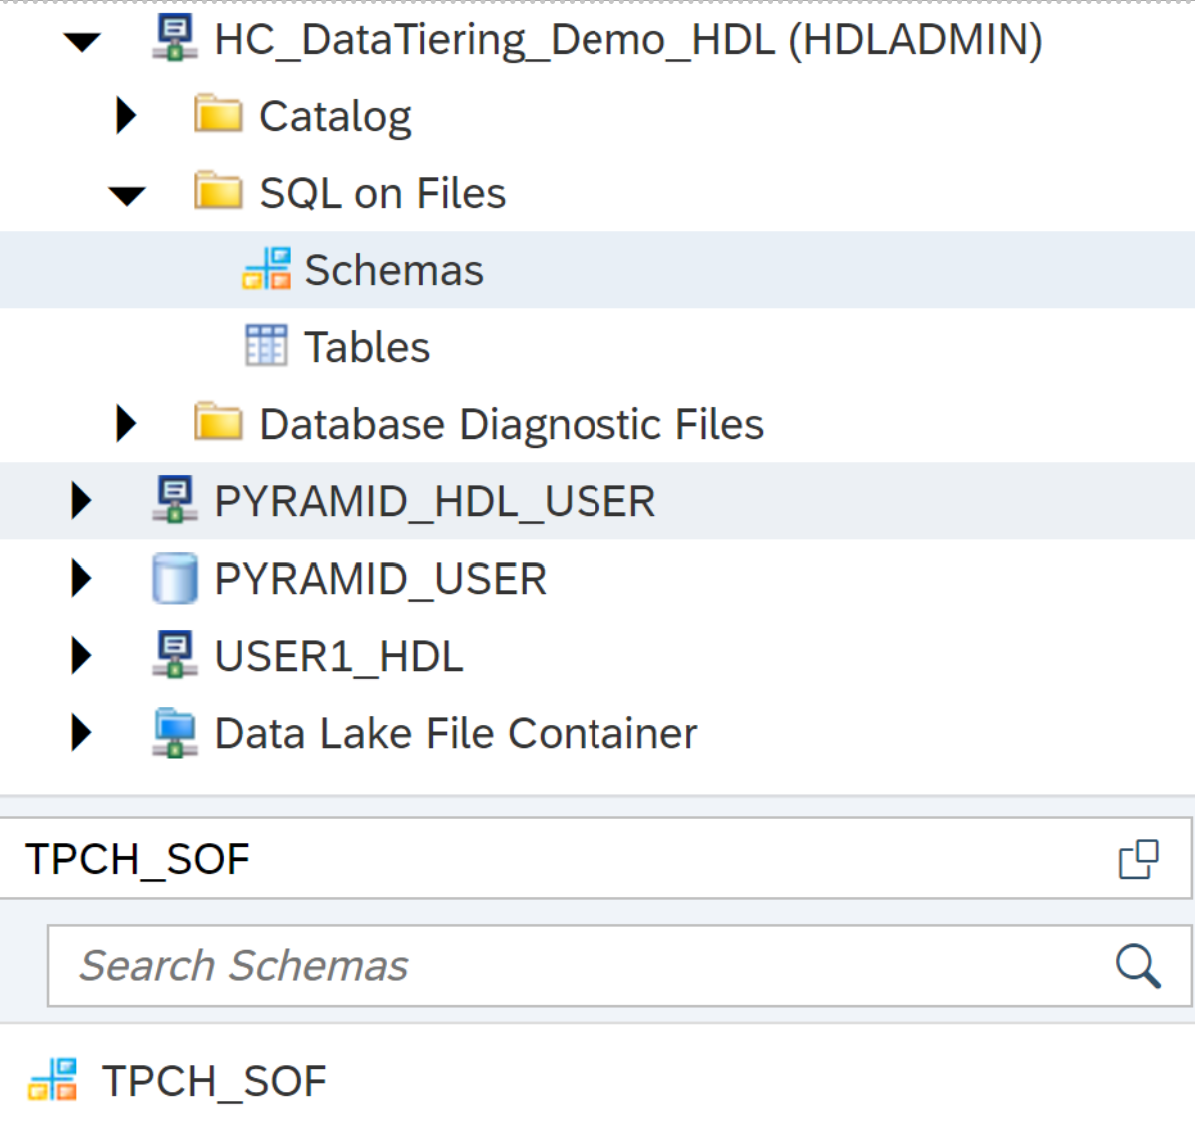 HC_DataTiering_Demo_HDL (HDLADMIN)
Catalog
SQL on Files
Schemas
Tables
Database Diagnostic Files
PYRAMID_HDL_USER
PYRAMID_USER
USER1_HDL
Data Lake File Container
TPCH_SOF
Search Schemas
TPCH_SOF